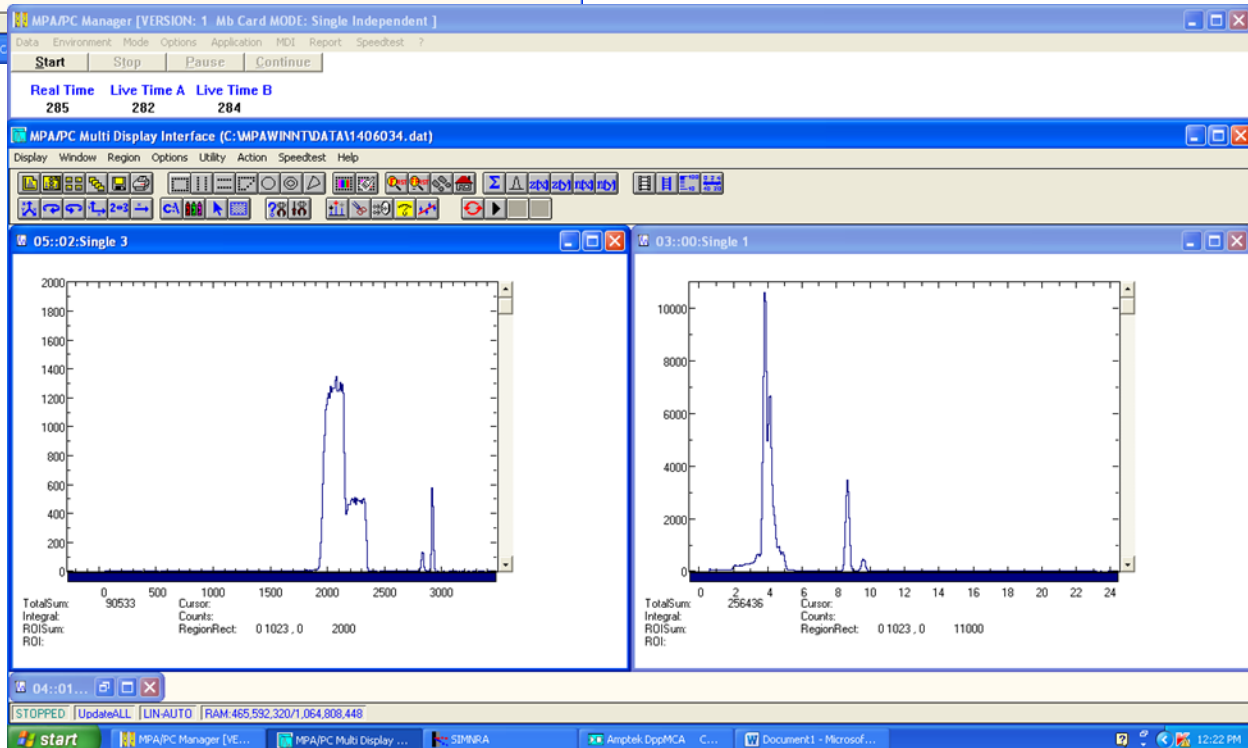 MPA/PC Manager [VERSION: 1 Mb Card MODE: Single Independent ]
Data Environment Mode Options Application MDI Report Speedtest ?
Start Stop Pause Continue
Real Time Live Time A Live Time B
285 282 284
MPA/PC Multi Display Interface (C:\MPAWINNT\DATA\1406034.dat)
Display Window Region Options Utility Action Speedtest Help
05::02:Single 3
2000
1800
1600
1400
1200
1000
800
600
400
200
0
0 500 1000 1500 2000 2500 3000
TotalSum: 90533 Cursor:
Integral: Counts:
ROISum: RegionRect: 0 1023 , 0 2000
ROI:
03::00:Single 1
10000
8000
6000
4000
2000
0
0 2 4 6 8 10 12 14 16 18 20 22 24
TotalSum: 256436 Cursor:
Integral: Counts:
ROISum: RegionRect: 0 1023 , 0 11000
ROI:
04::01...
STOPPED UpdateALL LIN-AUTO RAM:465,592,320/1,064,808,448
start MPA/PC Manager [VE... MPA/PC Multi Display ... SIMNRA Amptek DppMCA C... Document1 - Microsof... 12:22 PM